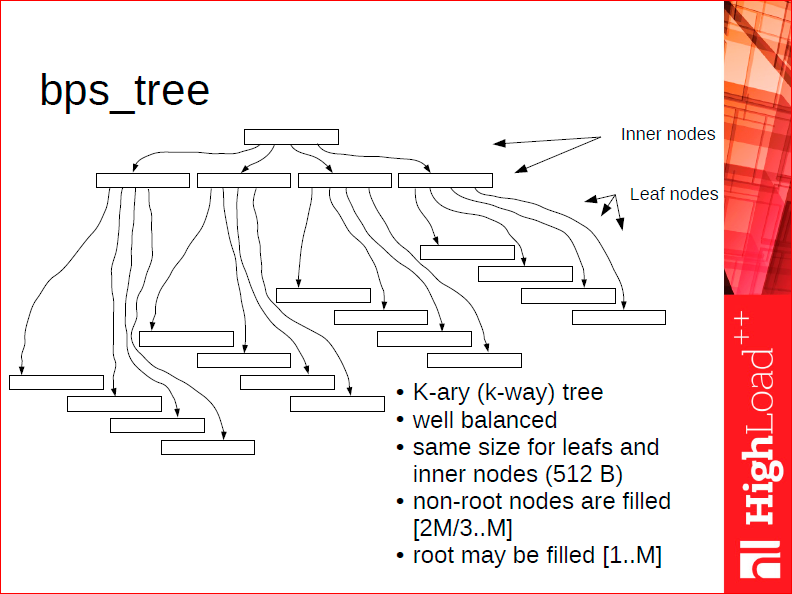 bps_tree
Inner nodes
Leaf nodes
• K-ary (k-way) tree
• well balanced
• same size for leafs and
inner nodes (512 B)
• non-root nodes are filled
[2M/3..M]
• root may be filled [1..M]
HighLoad++